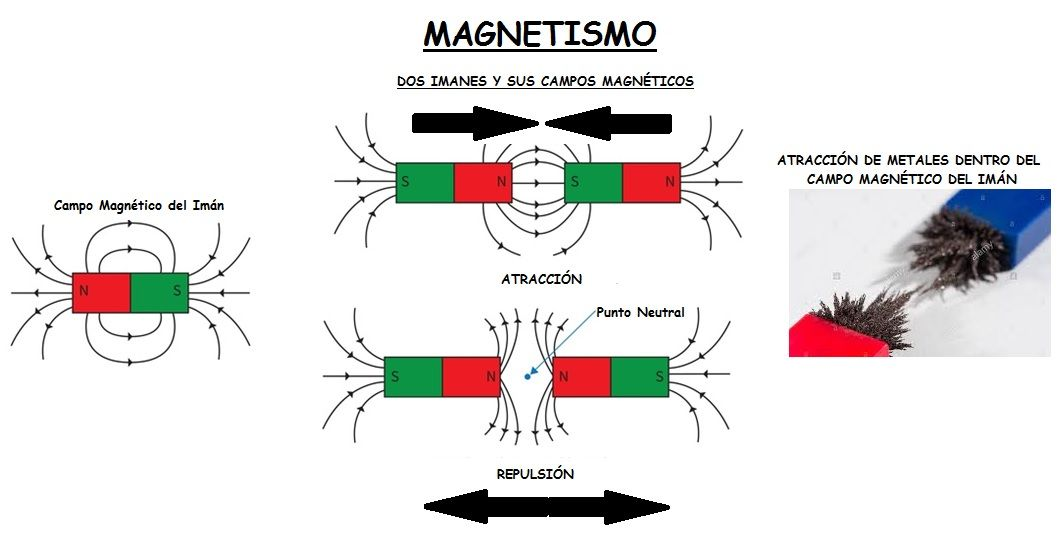 MAGNETISMO
DOS IMANES Y SUS CAMPOS MAGNÉTICOS
Campo Magnético del Imán
N S
S N S N
ATRACCIÓN
Punto Neutral
S N N S
REPULSIÓN
ATRACCIÓN DE METALES DENTRO DEL
CAMPO MAGNÉTICO DEL IMÁN
a a
a
alamy
a